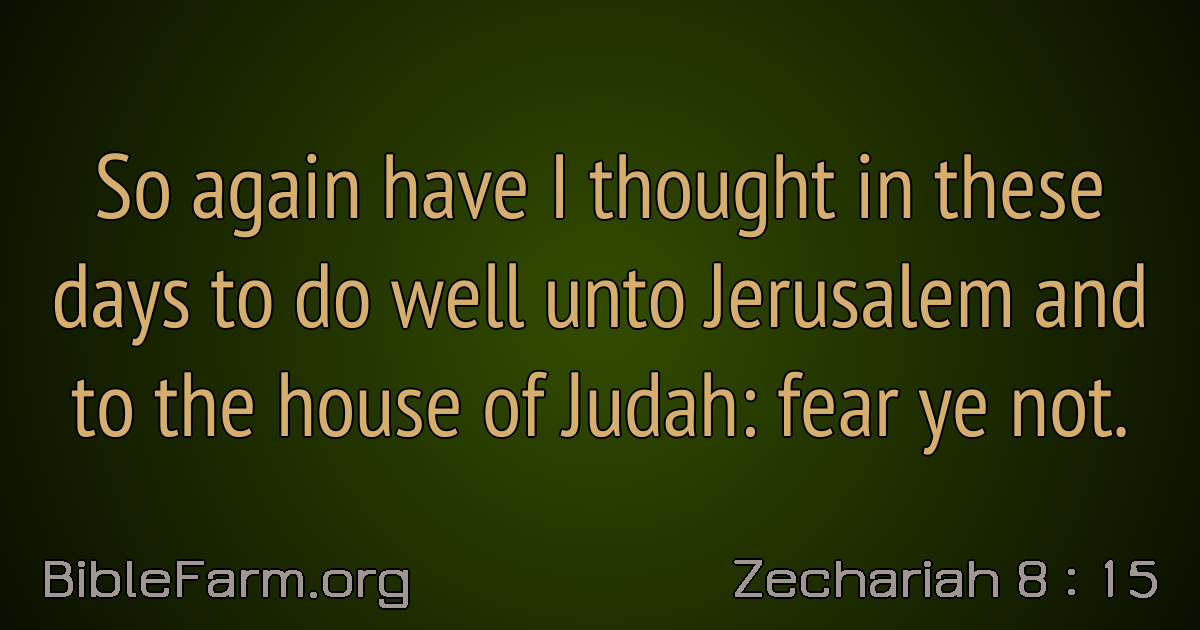 So again have I thought in these
days to do well unto Jerusalem and
to the house of Judah: fear ye not.
BibleFarm.org
Zechariah 8 : 15